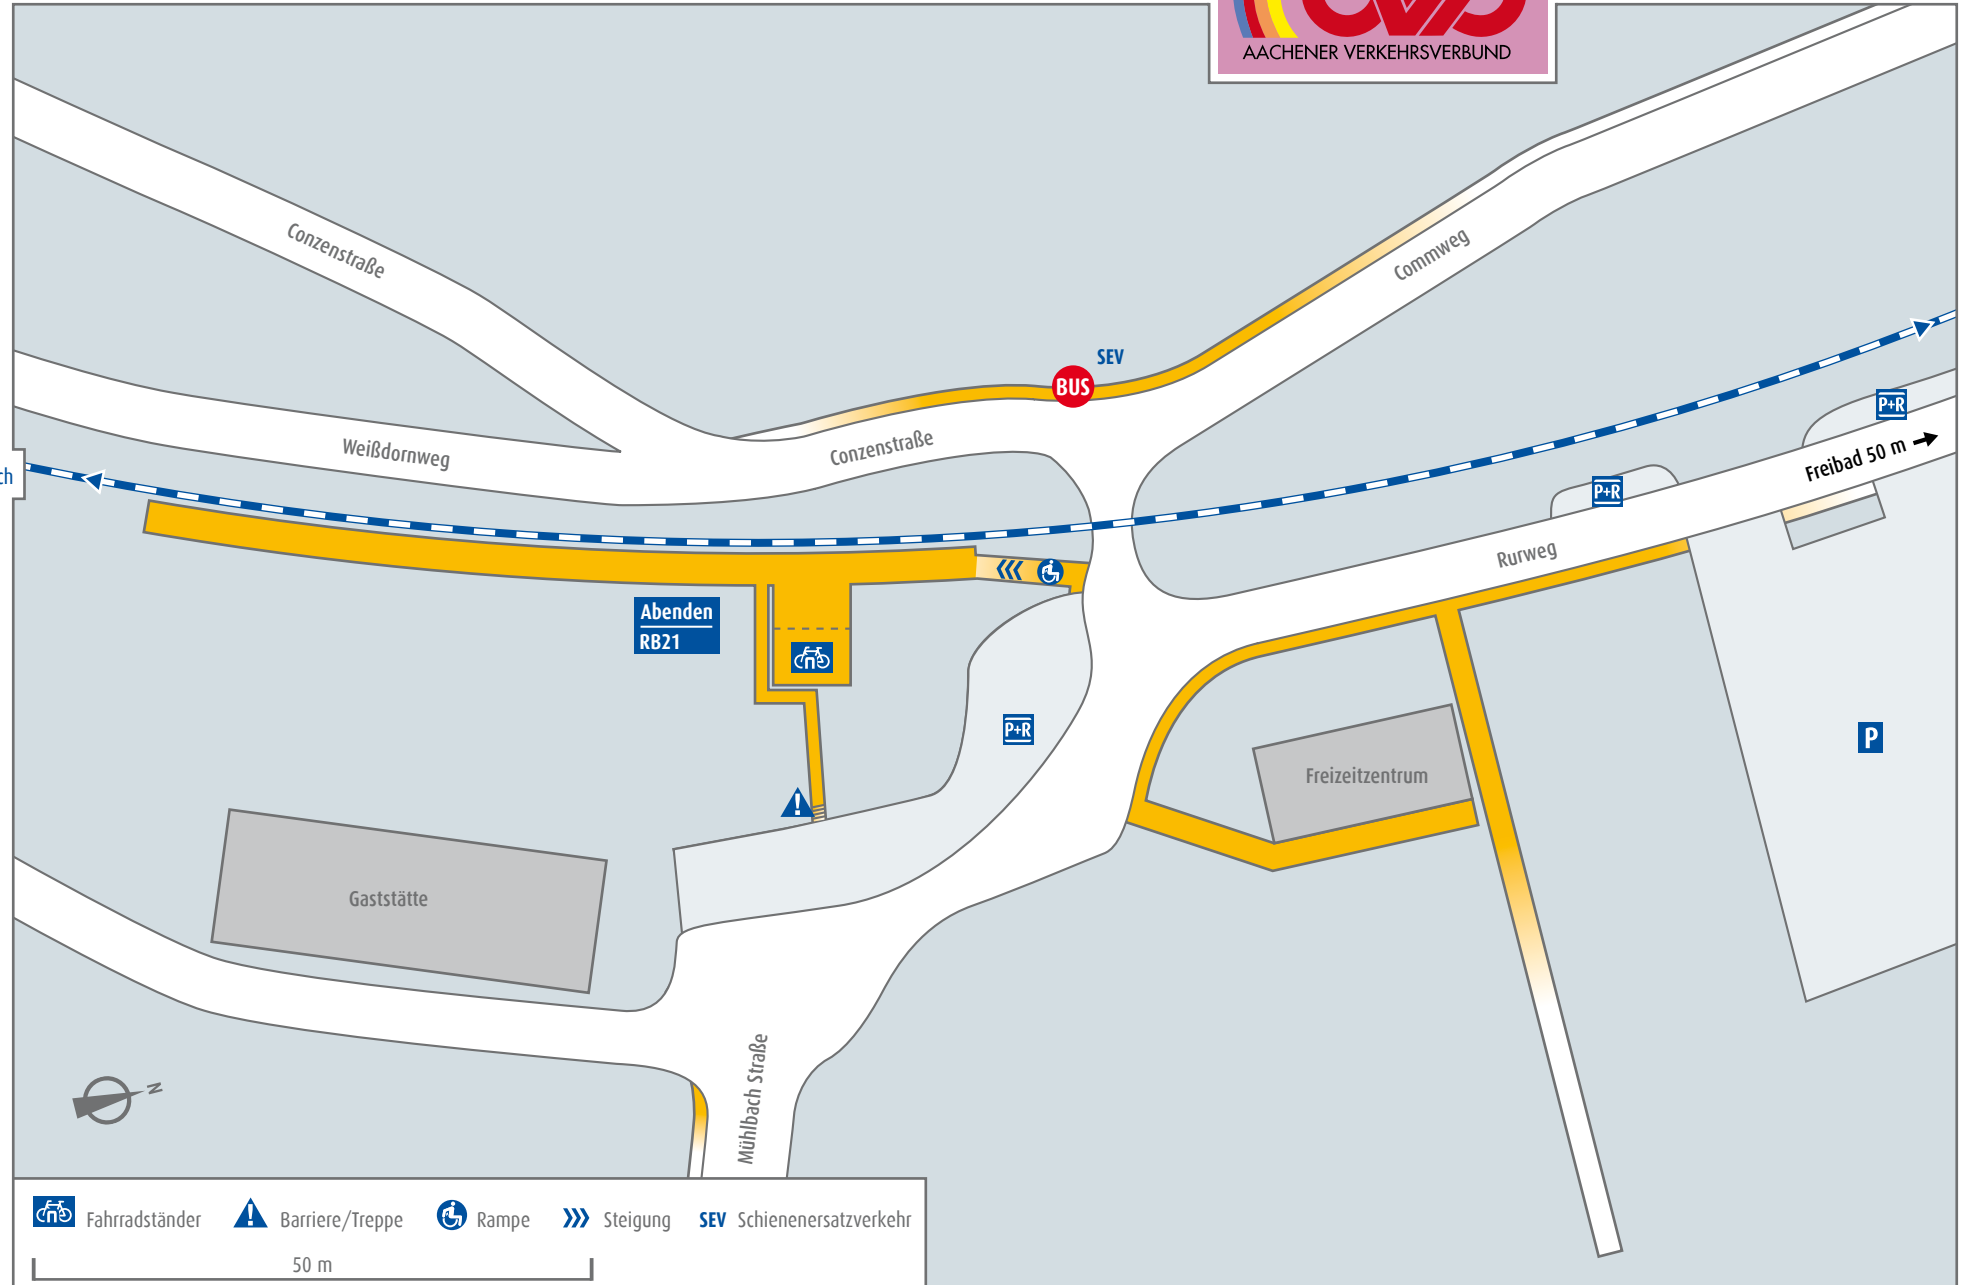 AACHENER VERKEHRSVERBUND
Conzenstraße
Commweg
SEV
BUS
P+R
Weißdornweg
Conzenstraße
Freibad 50 m
P+R
Rurweg
Abenden
RB21
P+R
P
Freizeitzentrum
Gaststätte
Mühlbach Straße
N
Fahrradständer
Barriere/Treppe
Rampe
Steigung
SEV Schienenersatzverkehr
50 m